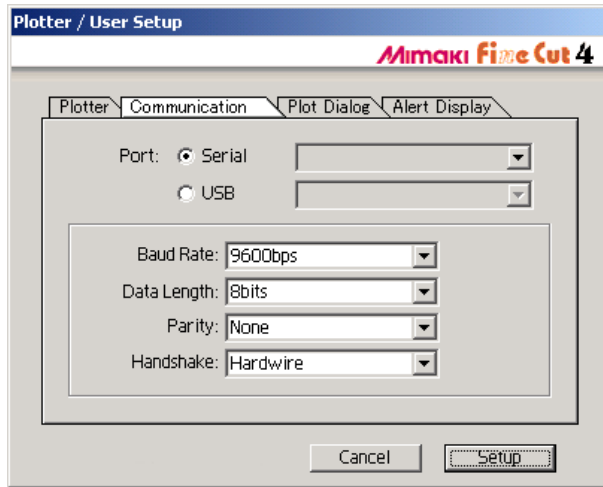 Plotter / User Setup
Mimaki Fine Cut 4
Plotter Communication Plot Dialog Alert Display
Port: Serial
USB
Baud Rate: 9600bps
Data Length: 8bits
Parity: None
Handshake: Hardwire
Cancel Setup